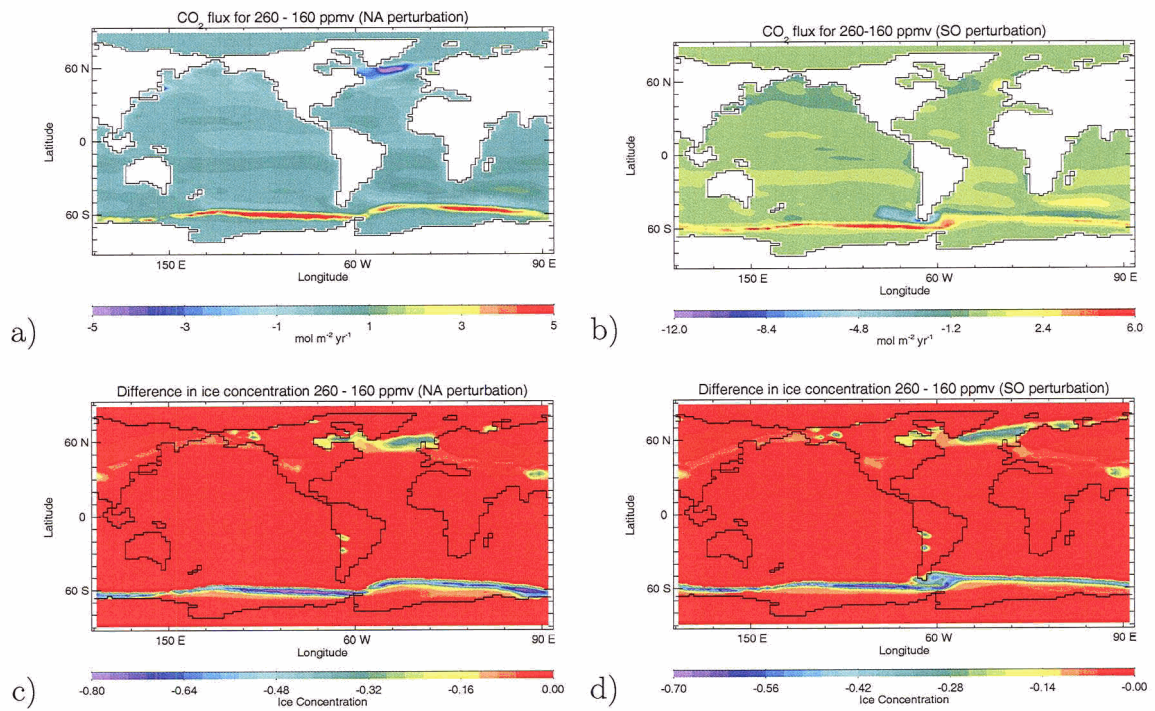 CO2 flux for 260 - 160 ppmv (NA perturbation)
60 N
0
60 S
Latitude
150 E
60 W
90 E
Longitude
-5
-3
-1
1
3
5
mol m-2 yr-1
a)
CO2 flux for 260-160 ppmv (SO perturbation)
60 N
0
60 S
Latitude
150 E
60 W
90 E
Longitude
-12.0
-8.4
-4.8
-1.2
2.4
6.0
mol m-2 yr-1
b)
Difference in ice concentration 260 - 160 ppmv (NA perturbation)
60 N
0
60 S
Latitude
150 E
60 W
90 E
Longitude
-0.80
-0.64
-0.48
-0.32
-0.16
0.00
Ice Concentration
c)
Difference in ice concentration 260 - 160 ppmv (SO perturbation)
60 N
0
60 S
Latitude
150 E
60 W
90 E
Longitude
-0.70
-0.56
-0.42
-0.28
-0.14
-0.00
Ice Concentration
d)